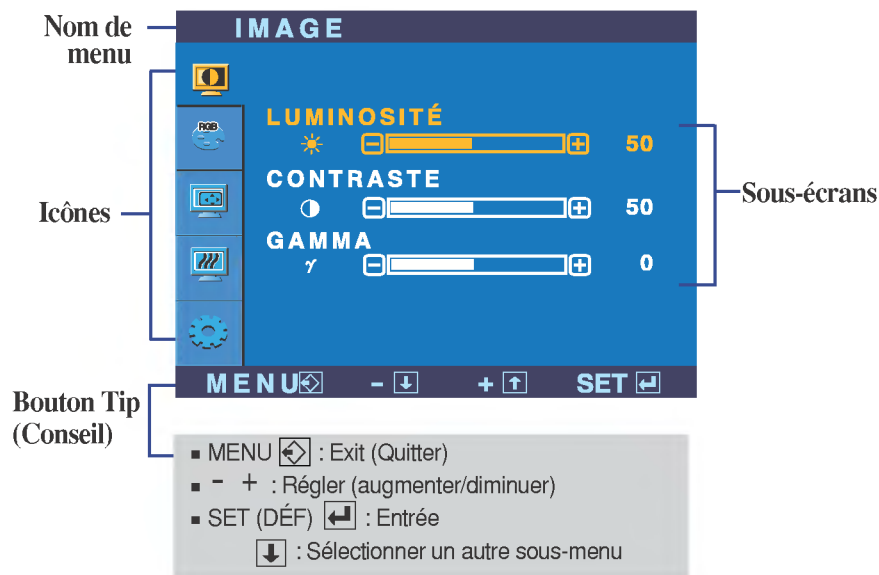 Nom de
menu
IMAGE
RGB
LUMINOSITÉ
50
CONTRASTE
50
GAMMA
γ
0
Icônes
Sous-écrans
MENU - + SET
Bouton Tip
(Conseil)
▪ MENU : Exit (Quitter)
▪ - + : Régler (augmenter/diminuer)
▪ SET (DÉF) : Entrée
: Sélectionner un autre sous-menu